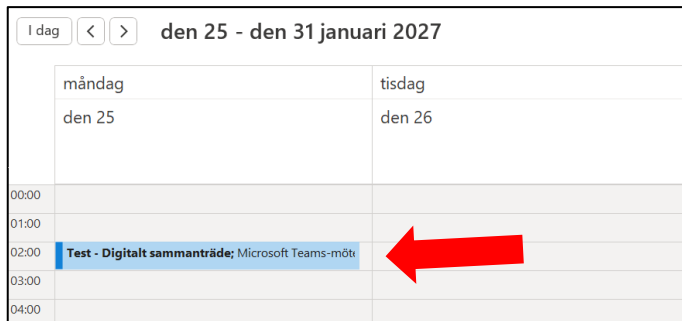 I dag den 25 - den 31 januari 2027
måndag tisdag
den 25 den 26
00:00
01:00
02:00 Test - Digitalt sammanträde; Microsoft Teams-möt
03:00
04:00